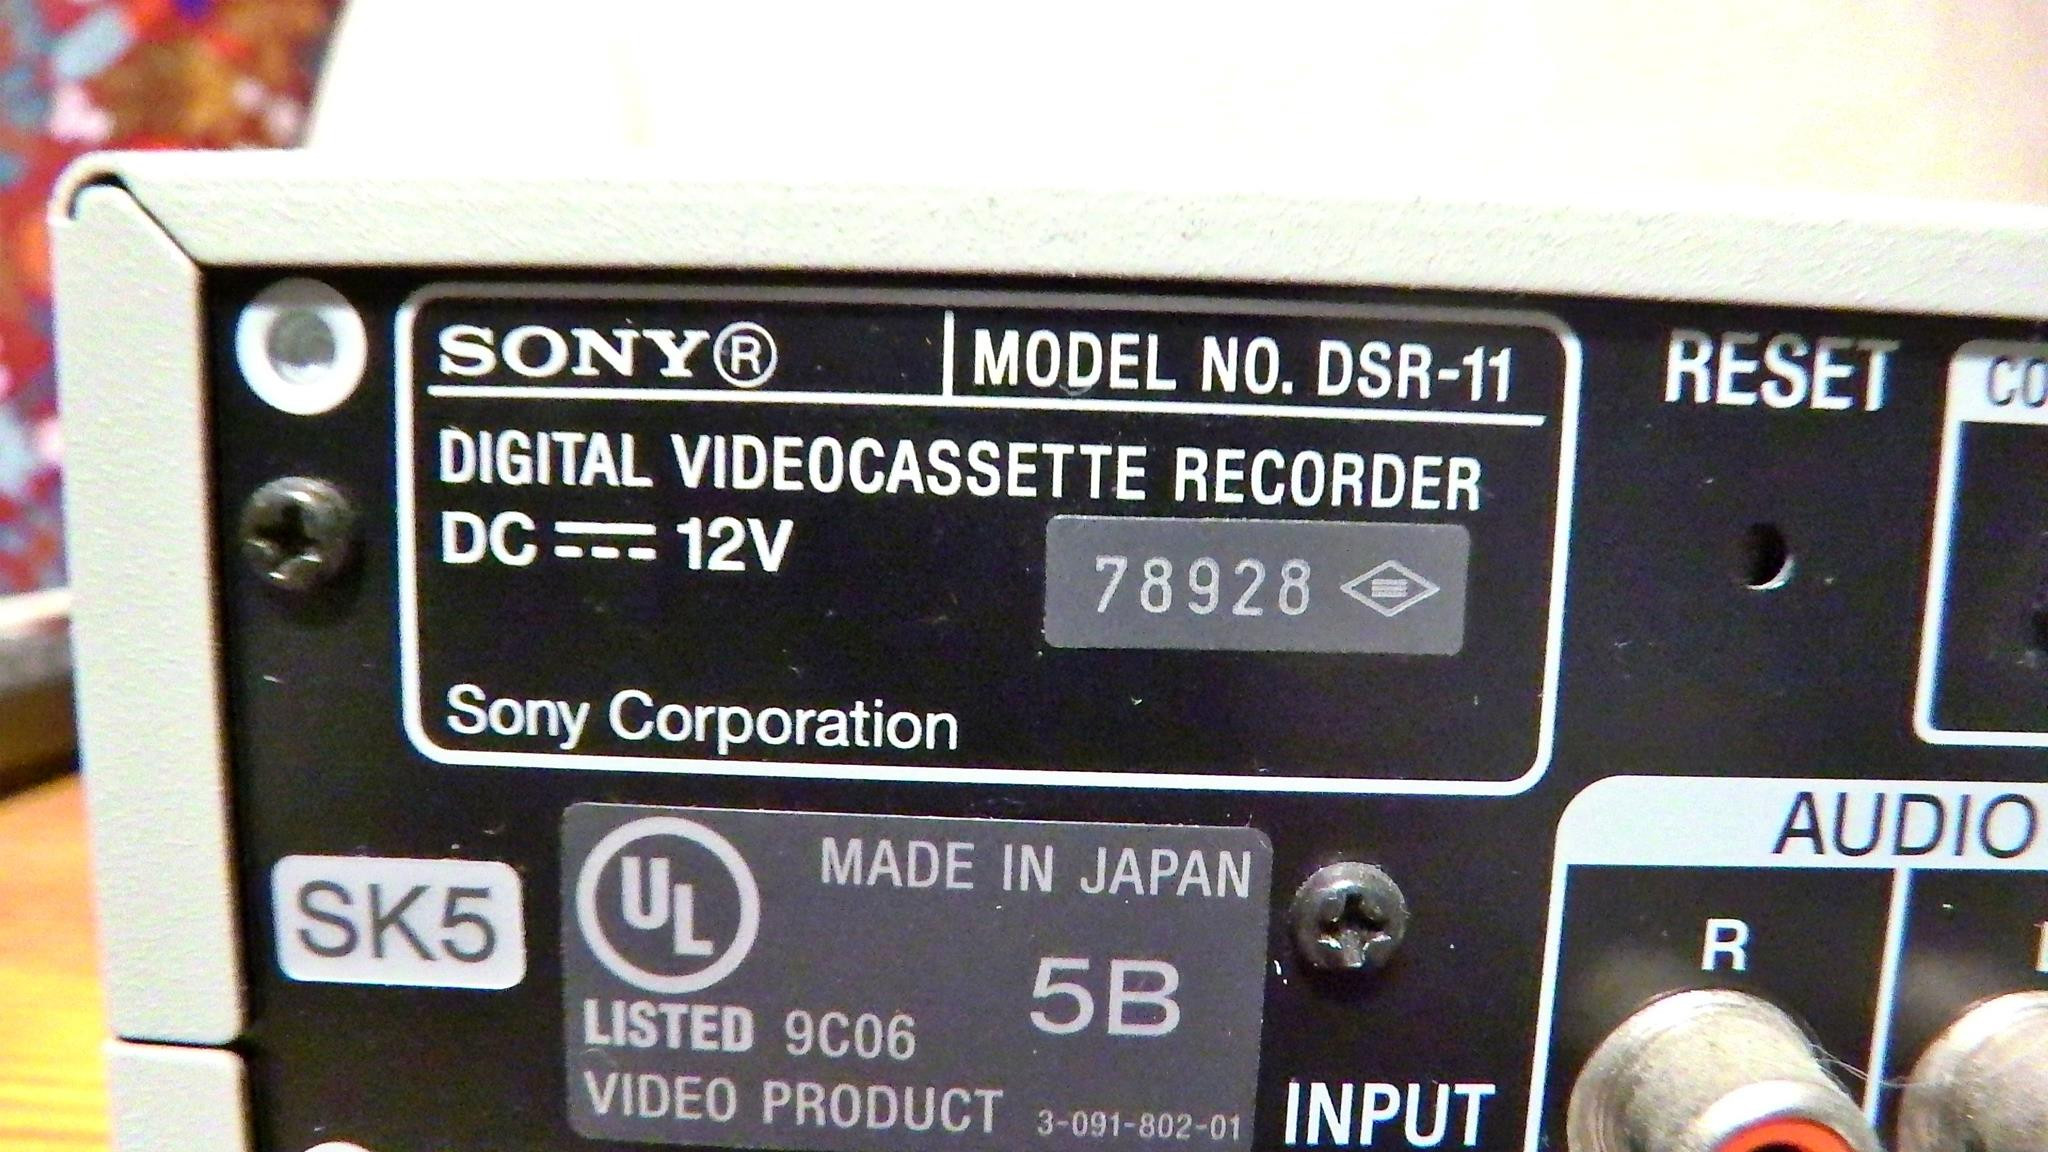 SONY® MODEL NO. DSR-11
DIGITAL VIDEOCASSETTE RECORDER
DC 12V
78928
Sony Corporation
RESET
SK5
UL
MADE IN JAPAN
5B
LISTED 9C06
VIDEO PRODUCT 3-091-802-01
AUDIO
R
INPUT